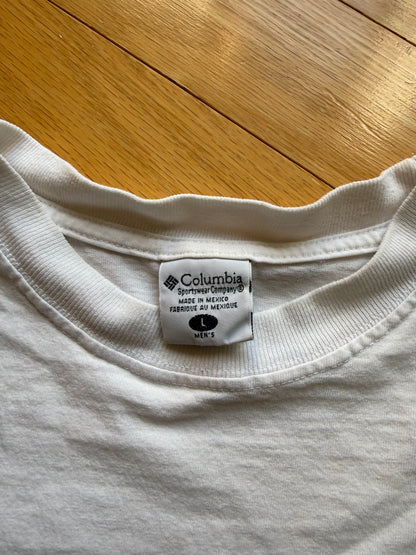 Columbia
Sportswear Company®
MADE IN MEXICO
FABRIQUE AU MEXIQUE
L
MEN'S